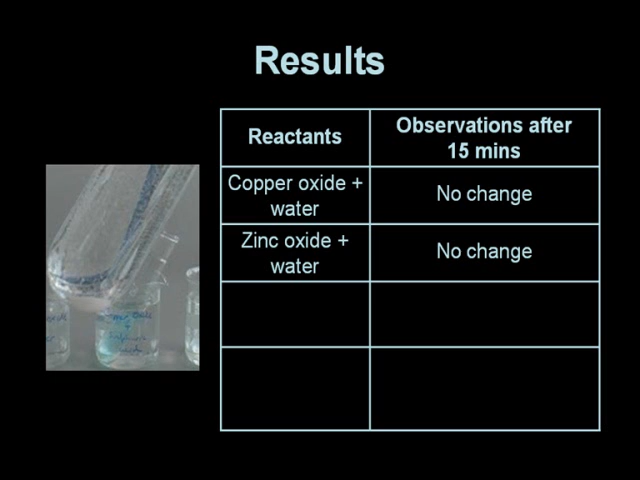 Results
Reactants
Observations after
15 mins
Copper oxide +
water
No change
Zinc oxide +
water
No change